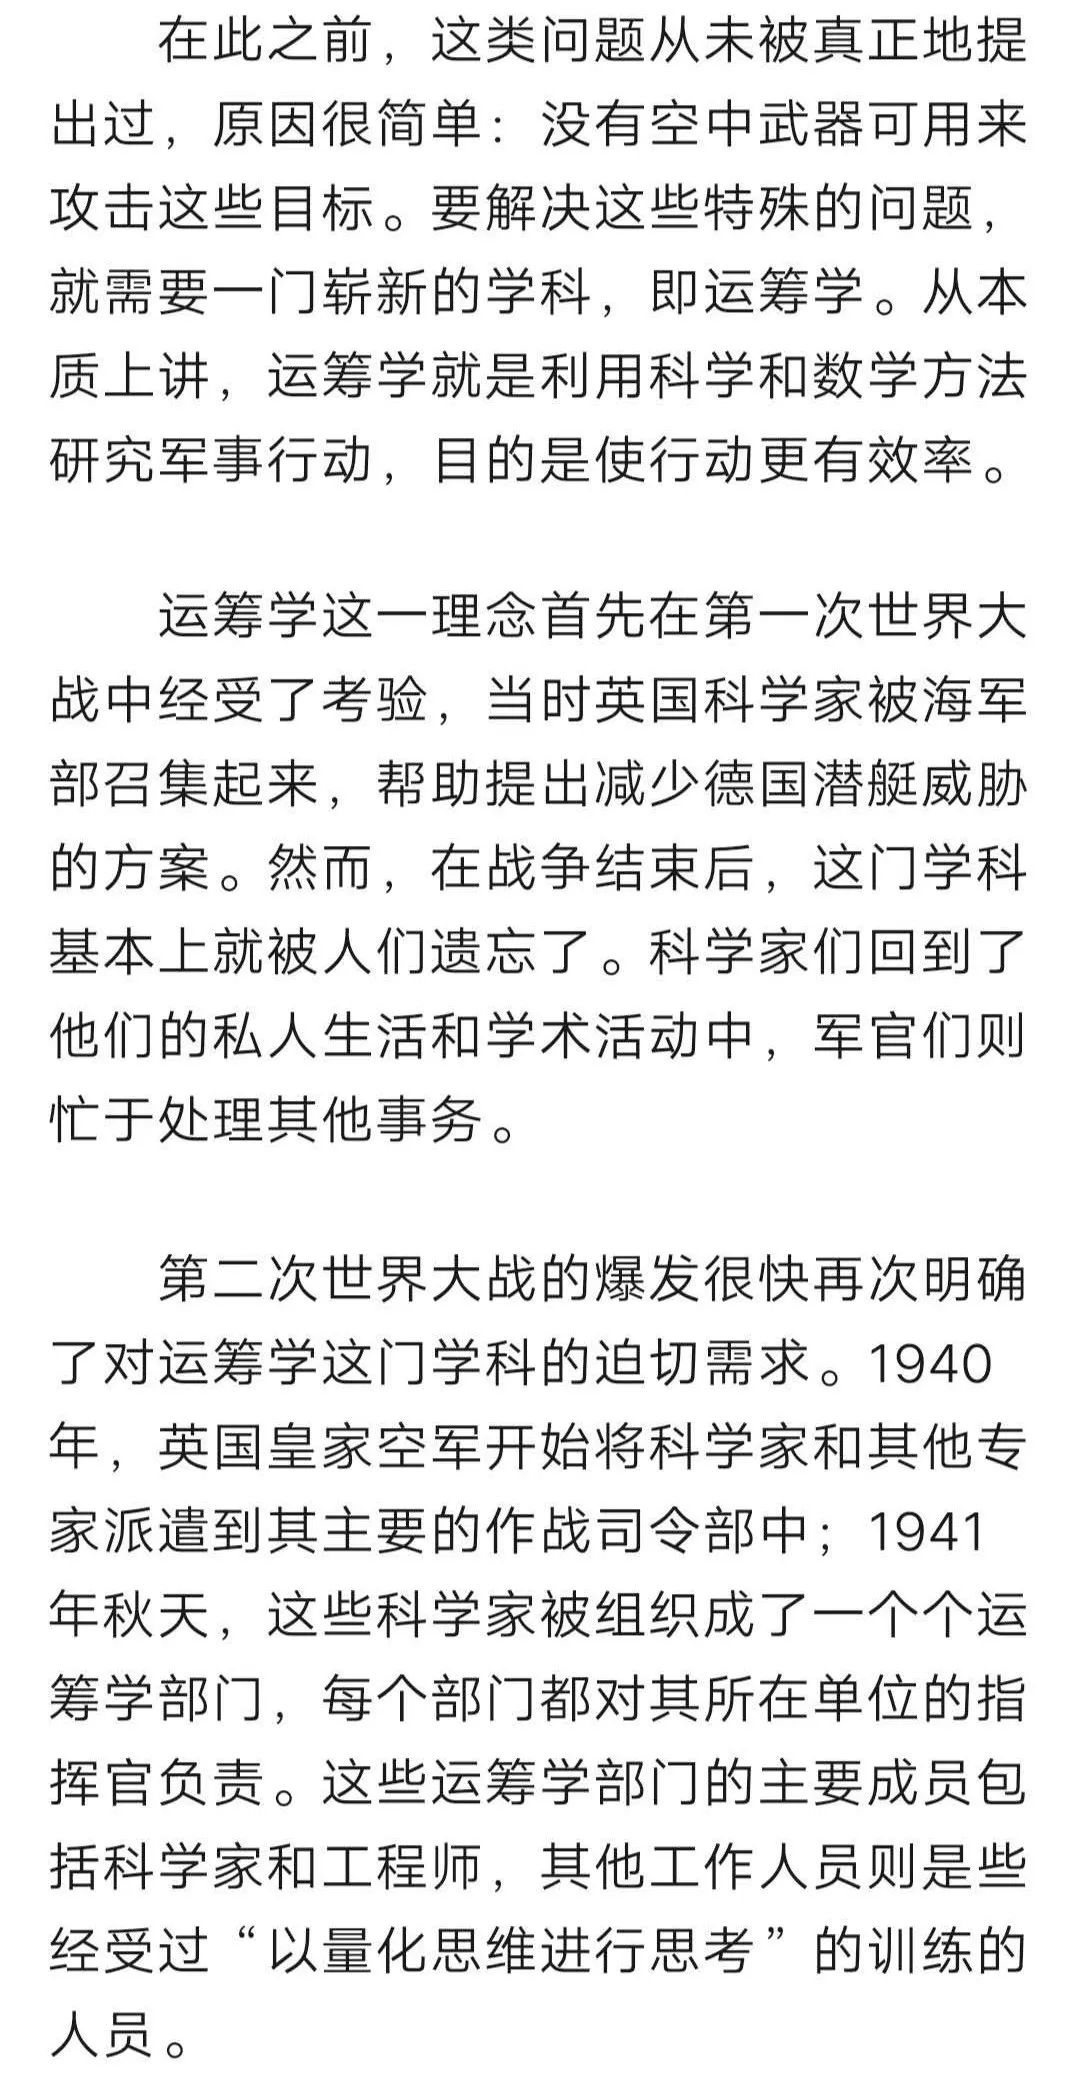 在此之前，这类问题从未被真正地提
出过，原因很简单：没有空中武器可用来
攻击这些目标。要解决这些特殊的问题，
就需要一门崭新的学科，即运筹学。从本
质上讲，运筹学就是利用科学和数学方法
研究军事行动，目的是使行动更有效率。
运筹学这一理念首先在第一次世界大
战中经受了考验，当时英国科学家被海军
部召集起来，帮助提出减少德国潜艇威胁
的方案。然而，在战争结束后，这门学科
基本上就被人们遗忘了。科学家们回到了
他们的私人生活和学术活动中，军官们则
忙于处理其他事务。
第二次世界大战的爆发很快再次明确
了对运筹学这门学科的迫切需求。1940
年，英国皇家空军开始将科学家和其他专
家派遣到其主要的作战司令部中；1941
年秋天，这些科学家被组织成了一个个运
筹学部门，每个部门都对其所在单位的指
挥官负责。这些运筹学部门的主要成员包
括科学家和工程师，其他工作人员则是些
经受过“以量化思维进行思考”的训练的
人员。